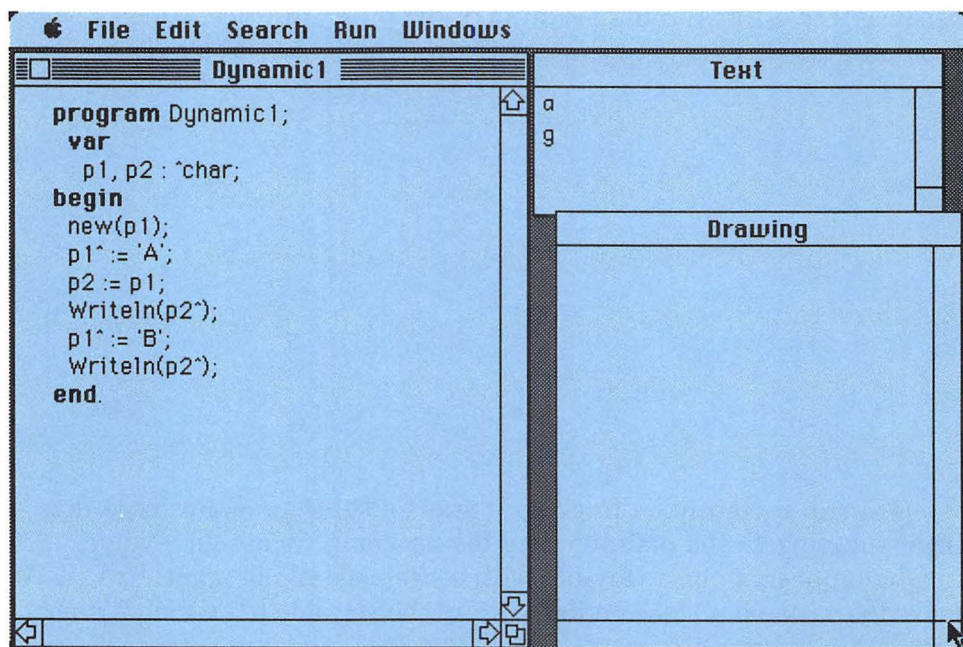 File Edit Search Run Windows
Dynamic1
program Dynamic1;
var
p1, p2 : ^char;
begin
new(p1);
p1^ := 'A';
p2 := p1;
Writeln(p2^);
p1^ := 'B';
Writeln(p2^);
end.
Text
a
g
Drawing